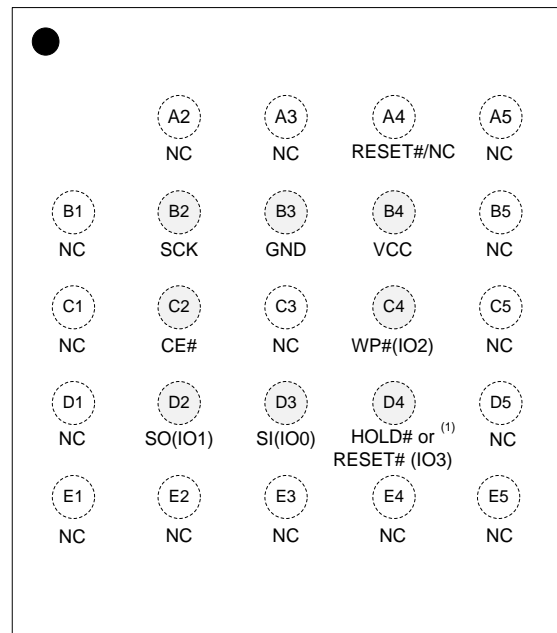 A2 A3 A4 A5
NC NC RESET#/NC NC
B1 B2 B3 B4 B5
NC SCK GND VCC NC
C1 C2 C3 C4 C5
NC CE# NC WP#(IO2) NC
D1 D2 D3 D4 D5
NC SO(IO1) SI(IO0) HOLD# or (1) NC
RESET# (IO3)
E1 E2 E3 E4 E5
NC NC NC NC NC